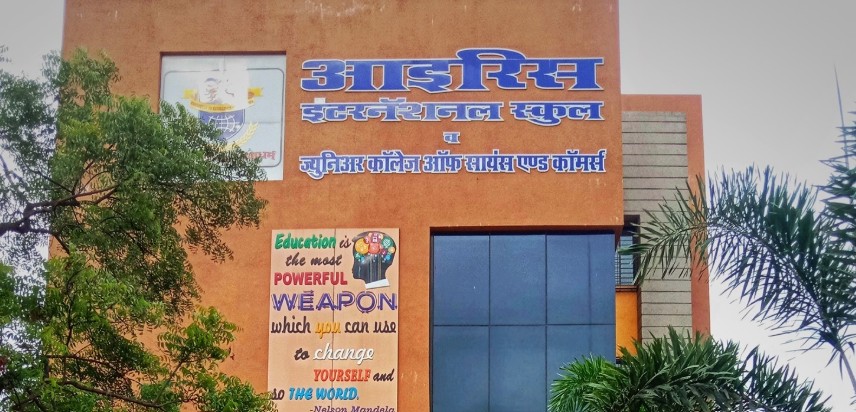 आइरिस
इंटरनॅशनल स्कुल
व
ज्युनिअर कॉलेज ऑफ सायंस एण्ड कॉमर्स
Education is
the most
POWERFUL
WEAPON
which you can use
to change
YOURSELF and
so THE WORLD.
-Nelson Mandela